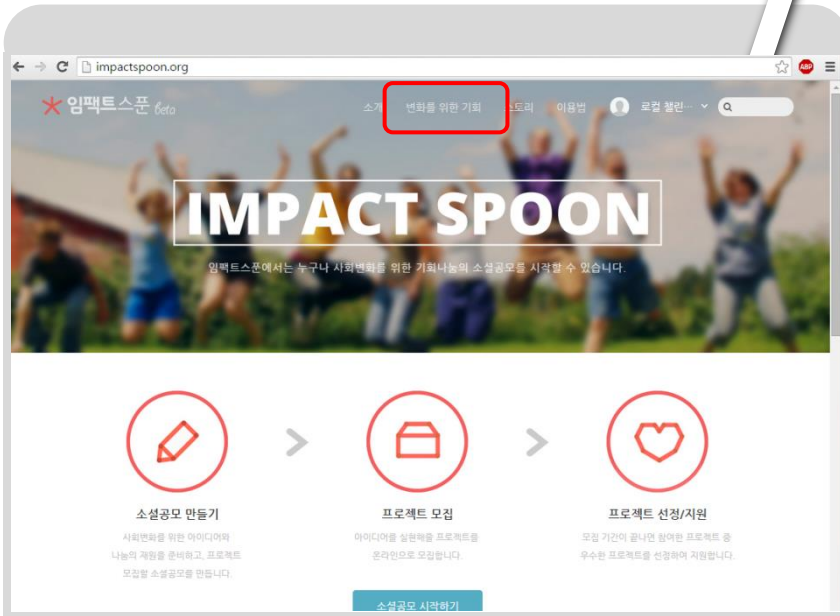 impactspoon.org
ABP
임팩트스푼 beta
소개 변화를 위한 기회 스토리 이용법 로컬 챌린…
IMPACT SPOON
임팩트스푼에서는 누구나 사회변화를 위한 기회나눔의 소셜공모를 시작할 수 있습니다.
소셜공모 만들기
사회변화를 위한 아이디어와
나눔의 재원을 준비하고, 프로젝트
모집할 소셜공모를 만듭니다.
프로젝트 모집
아이디어를 실현해줄 프로젝트를
온라인으로 모집합니다.
프로젝트 선정/지원
모집 기간이 끝나면 참여한 프로젝트 중
우수한 프로젝트를 선정하여 지원합니다.
소셜공모 시작하기